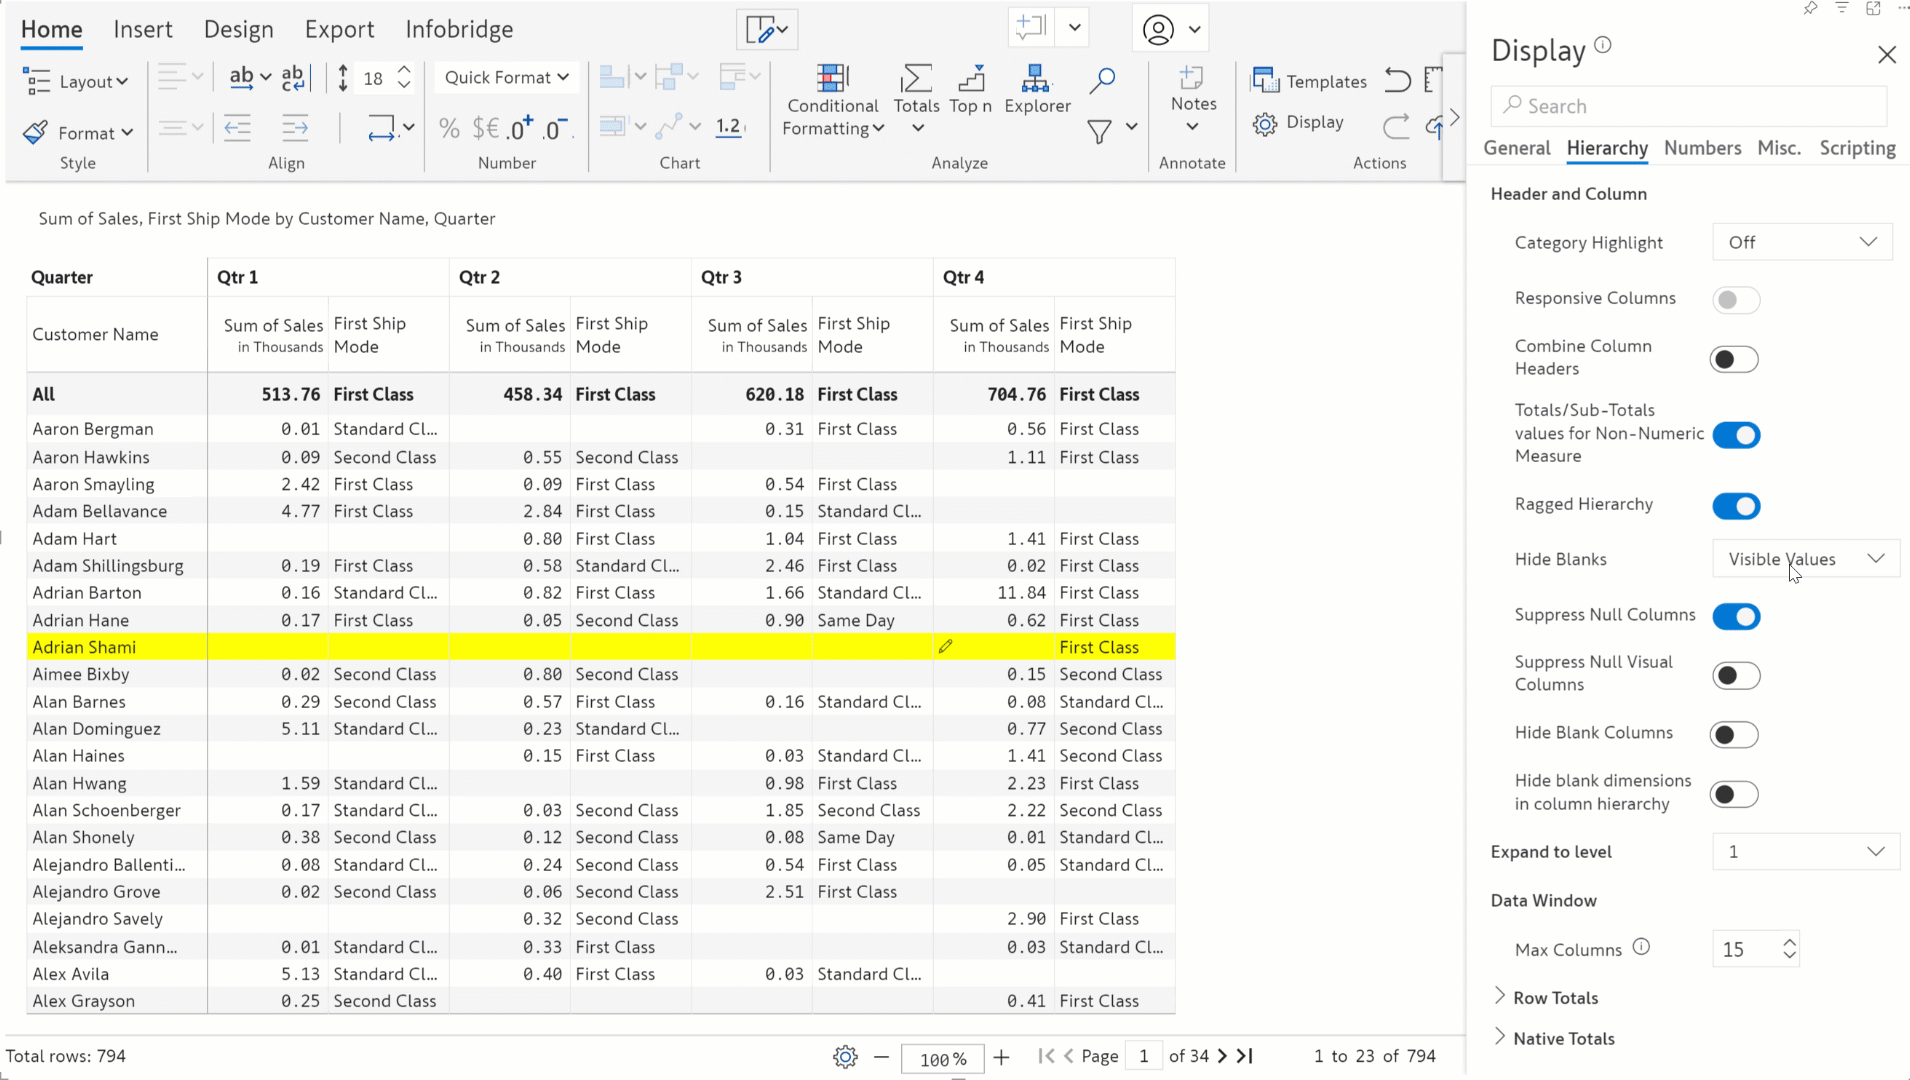 Home Insert Design Export Infobridge
Layout
ab
ab
18
Quick Format
Format
% $€ .0 .0
1.2
Conditional Formatting
Totals
Top n
Explorer
Notes
Templates
Display
Style
Align
Number
Chart
Analyze
Annotate
Actions
Sum of Sales, First Ship Mode by Customer Name, Quarter
Quarter Qtr 1 Qtr 2 Qtr 3 Qtr 4
Customer Name Sum of Sales in Thousands First Ship Mode Sum of Sales in Thousands First Ship Mode Sum of Sales in Thousands First Ship Mode Sum of Sales in Thousands First Ship Mode
All 513.76 First Class 458.34 First Class 620.18 First Class 704.76 First Class
Aaron Bergman 0.01 Standard Cl... 0.31 First Class 0.56 First Class
Aaron Hawkins 0.09 Second Class 0.55 Second Class 1.11 First Class
Aaron Smayling 2.42 First Class 0.09 First Class 0.54 First Class
Adam Bellavance 4.77 First Class 2.84 First Class 0.15 Standard Cl...
Adam Hart 0.80 First Class 1.04 First Class 1.41 First Class
Adam Shillingsburg 0.19 First Class 0.58 Standard Cl... 2.46 First Class 0.02 First Class
Adrian Barton 0.16 Standard Cl... 0.82 First Class 1.66 Standard Cl... 11.84 First Class
Adrian Hane 0.17 First Class 0.05 Second Class 0.90 Same Day 0.62 First Class
Adrian Shami First Class
Aimee Bixby 0.02 Second Class 0.80 Second Class 0.15 Second Class
Alan Barnes 0.29 Second Class 0.57 First Class 0.16 Standard Cl... 0.08 Standard Cl...
Alan Dominguez 5.11 Standard Cl... 0.23 Standard Cl... 0.77 Second Class
Alan Haines 0.15 First Class 0.03 Standard Cl... 1.41 Second Class
Alan Hwang 1.59 Standard Cl... 0.98 First Class 2.23 First Class
Alan Schoenberger 0.17 Standard Cl... 0.03 Second Class 1.85 Second Class 2.22 Second Class
Alan Shonely 0.38 Second Class 0.12 Second Class 0.08 Same Day 0.01 Standard Cl...
Alejandro Ballenti... 0.08 Standard Cl... 0.24 Second Class 0.54 First Class 0.05 Standard Cl...
Alejandro Grove 0.02 Second Class 0.06 Second Class 2.51 First Class
Alejandro Savely 0.32 Second Class 2.90 First Class
Aleksandra Gann... 0.01 Standard Cl... 0.33 First Class 0.03 Standard Cl...
Alex Avila 5.13 Standard Cl... 0.40 First Class 0.03 Standard Cl...
Alex Grayson 0.25 Second Class 0.41 First Class
Total rows: 794
100%
Page 1 of 34
1 to 23 of 794
Display
Search
General Hierarchy Numbers Misc. Scripting
Header and Column
Category Highlight Off
Responsive Columns
Combine Column
Headers
Totals/Sub-Totals
values for Non-Numeric
Measure
Ragged Hierarchy
Hide Blanks Visible Values
Suppress Null Columns
Suppress Null Visual
Columns
Hide Blank Columns
Hide blank dimensions
in column hierarchy
Expand to level 1
Data Window
Max Columns 15
Row Totals
Native Totals